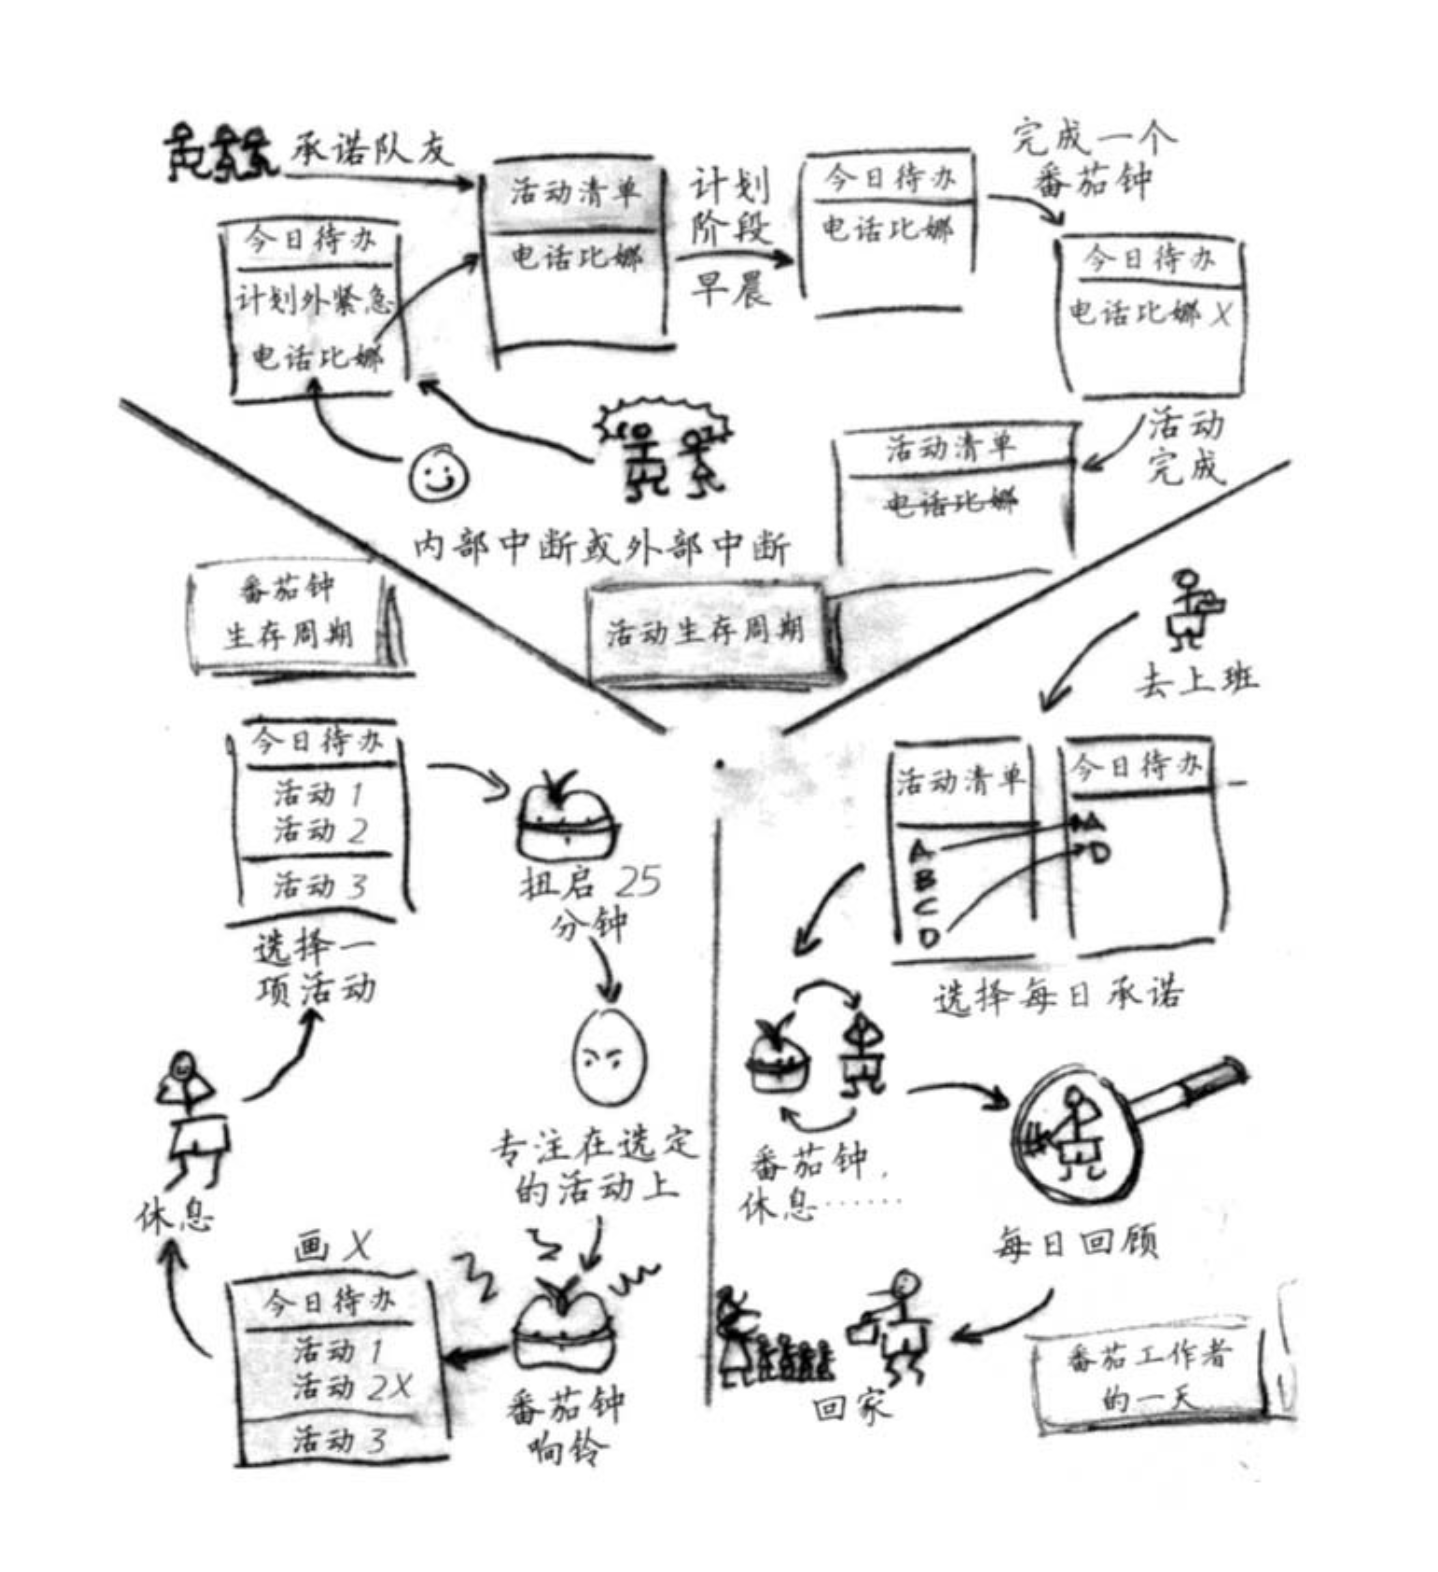 承诺队友
活动清单
电话比娜
计划
阶段
早晨
今日待办
电话比娜
完成一个
番茄钟
今日待办
电话比娜 X
今日待办
计划外紧急
电话比娜
活动
完成
活动清单
电话比娜
内部中断或外部中断
活动生存周期
番茄钟
生存周期
今日待办
活动 1
活动 2
活动 3
选择一
项活动
扭启 25
分钟
专注在选定
的活动上
番茄钟
响铃
画 X
今日待办
活动 1
活动 2X
活动 3
休息
去上班
活动清单
A
B
C
D
今日待办
A
D
选择每日承诺
番茄钟,
休息……
每日回顾
回家
番茄工作者
的一天